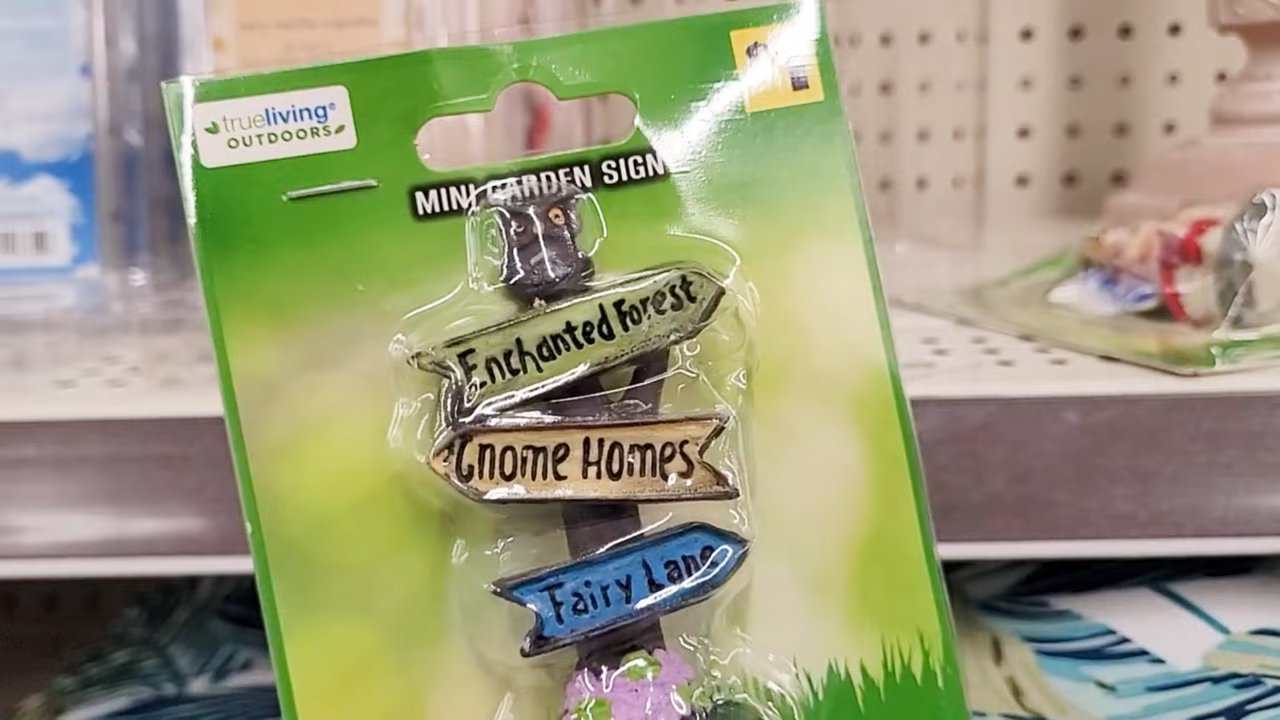 trueliving®
OUTDOORS
MINI GARDEN SIGN
Enchanted Forest
Gnome Homes
Fairy Lane